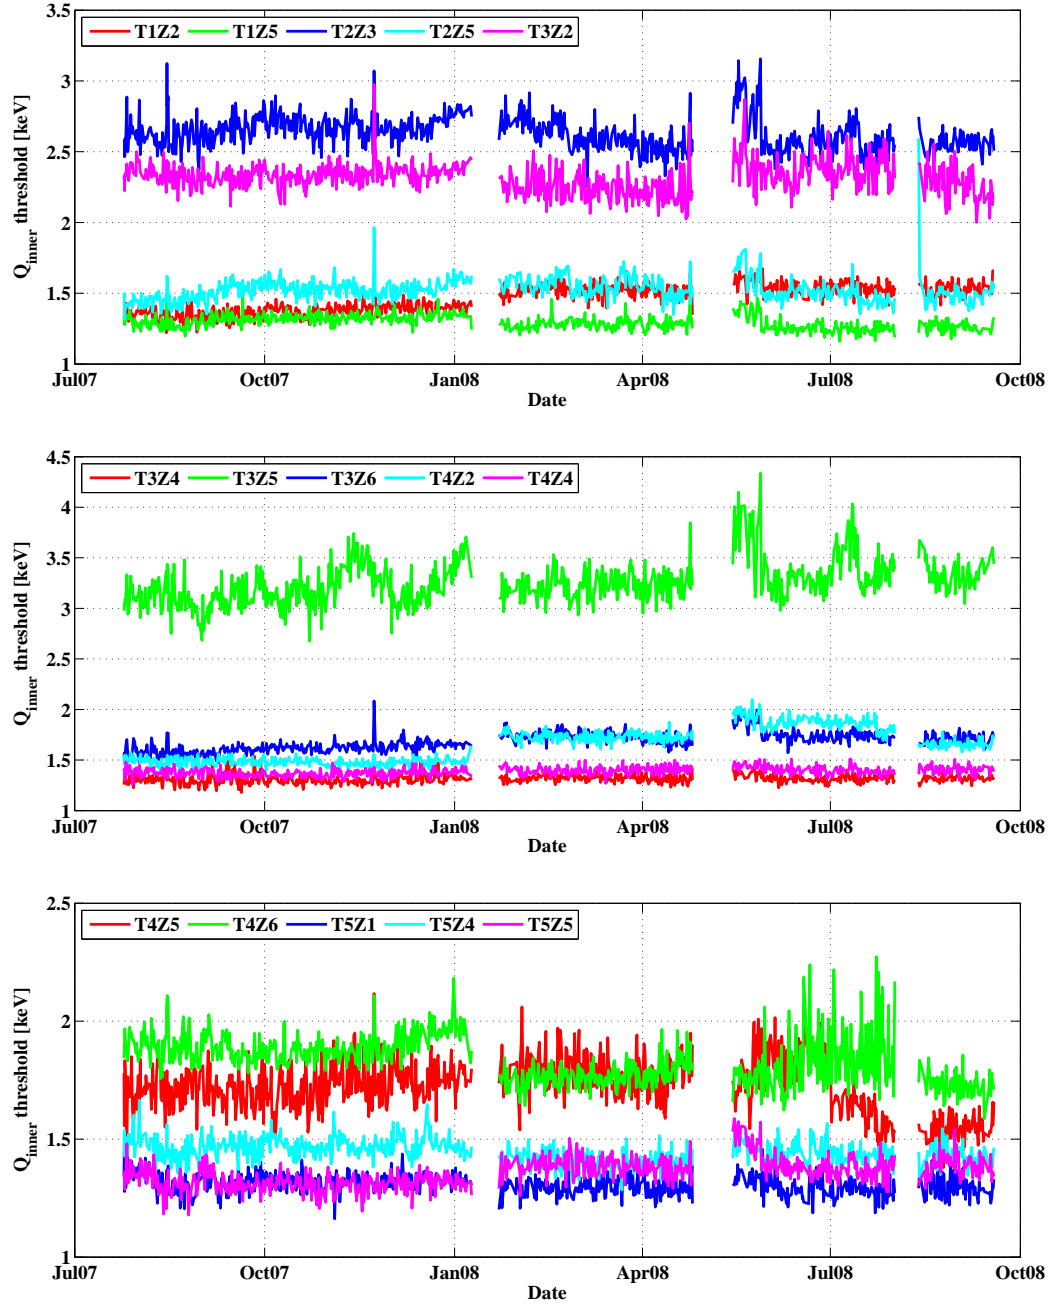 T1Z2 T1Z5 T2Z3 T2Z5 T3Z2
3.5
3
2.5
2
1.5
1
Q_inner threshold [keV]
Jul07 Oct07 Jan08 Apr08 Jul08 Oct08
Date
T3Z4 T3Z5 T3Z6 T4Z2 T4Z4
4.5
4
3.5
3
2.5
2
1.5
1
Q_inner threshold [keV]
Jul07 Oct07 Jan08 Apr08 Jul08 Oct08
Date
T4Z5 T4Z6 T5Z1 T5Z4 T5Z5
2.5
2
1.5
1
Q_inner threshold [keV]
Jul07 Oct07 Jan08 Apr08 Jul08 Oct08
Date